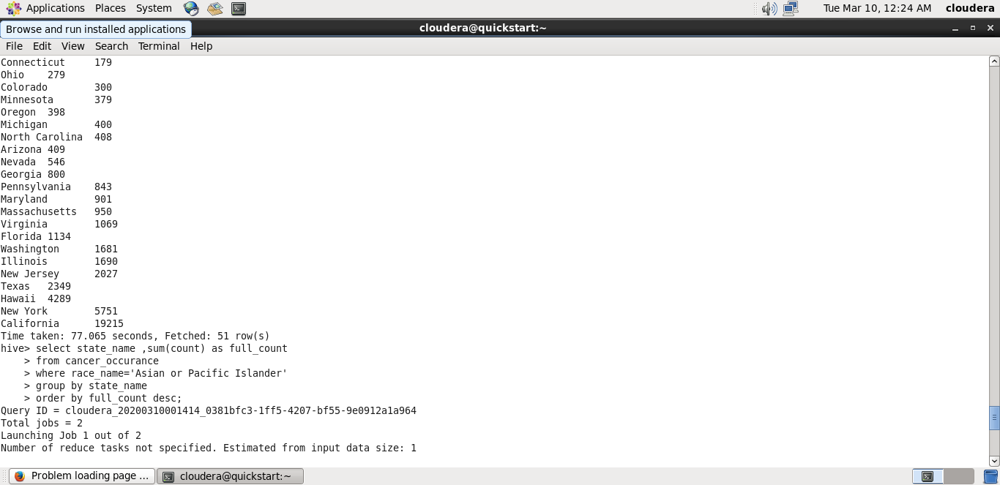 Applications Places System Tue Mar 10, 12:24 AM cloudera
Browse and run installed applications cloudera@quickstart:~
File Edit View Search Terminal Help
Connecticut 179
Ohio 279
Colorado 300
Minnesota 379
Oregon 398
Michigan 400
North Carolina 408
Arizona 409
Nevada 546
Georgia 800
Pennsylvania 843
Maryland 901
Massachusetts 950
Virginia 1069
Florida 1134
Washington 1681
Illinois 1690
New Jersey 2027
Texas 2349
Hawaii 4289
New York 5751
California 19215
Time taken: 77.065 seconds, Fetched: 51 row(s)
hive> select state_name ,sum(count) as full_count
> from cancer_occurance
> where race_name='Asian or Pacific Islander'
> group by state_name
> order by full_count desc;
Query ID = cloudera_20200310001414_0381bfc3-1ff5-4207-bf55-9e0912a1a964
Total jobs = 2
Launching Job 1 out of 2
Number of reduce tasks not specified. Estimated from input data size: 1
Problem loading page ... cloudera@quickstart:~